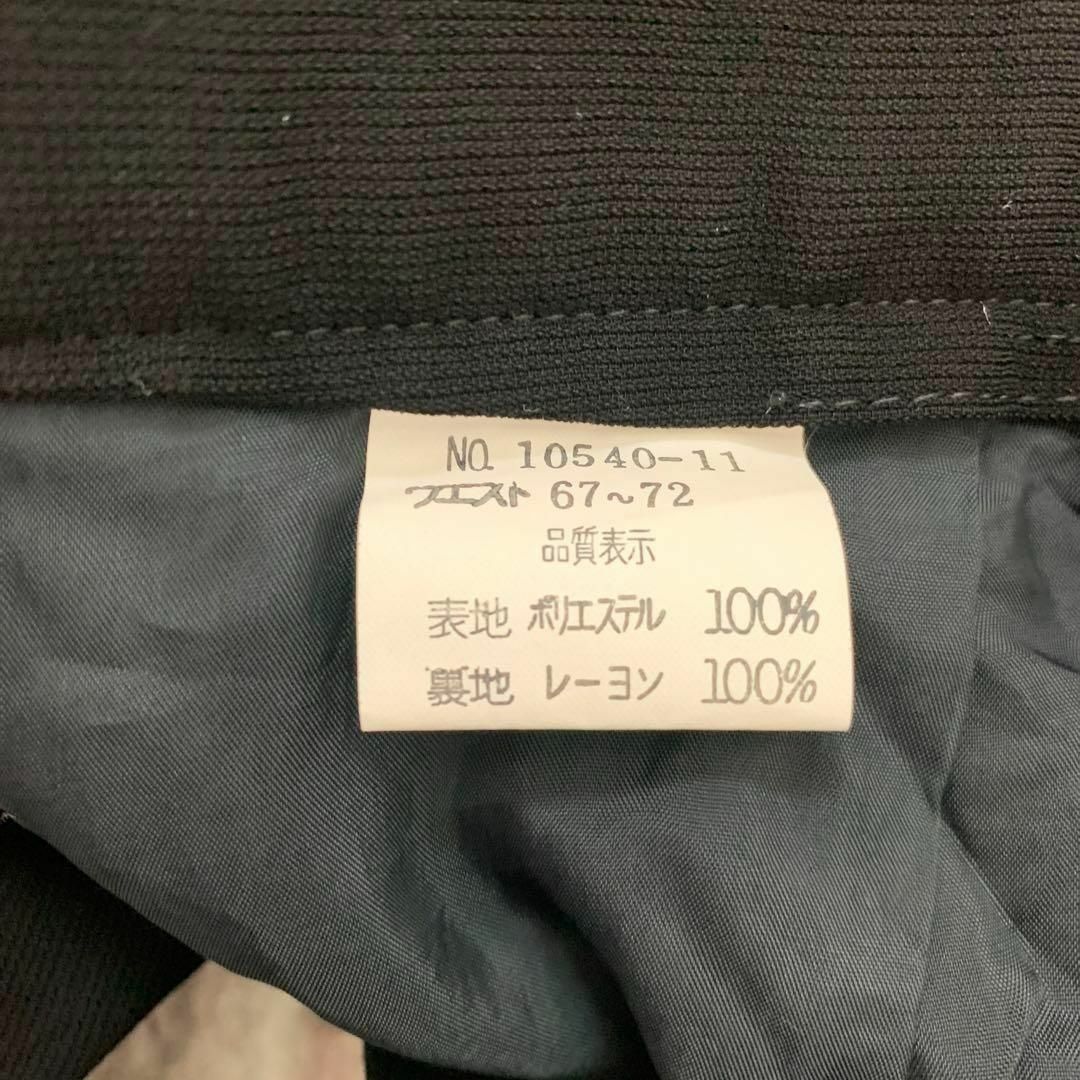 NO. 10540-11
ウエスト 67~72
品質表示
表地 ポリエステル 100%
裏地 レーヨン 100%